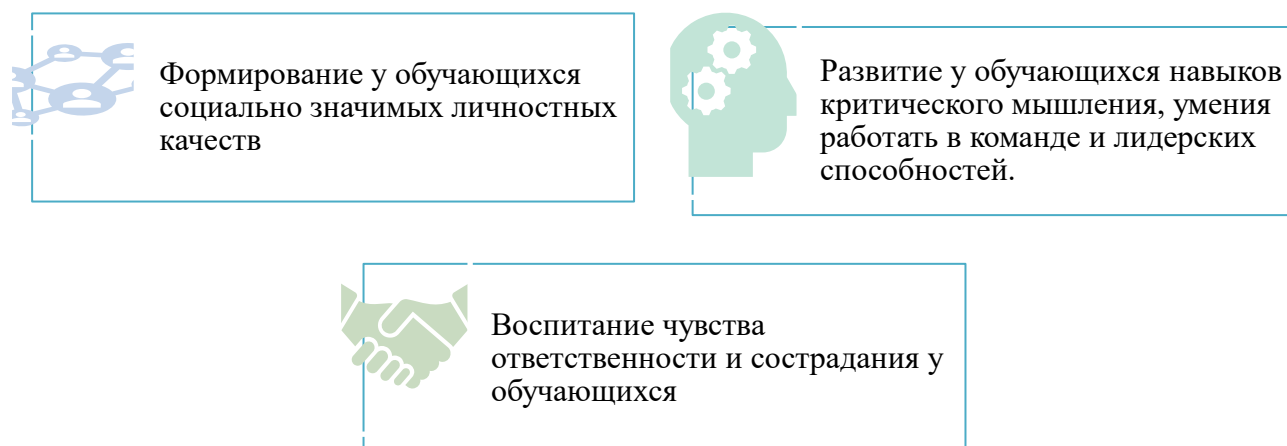 Формирование у обучающихся
социально значимых личностных
качеств
Развитие у обучающихся навыков
критического мышления, умения
работать в команде и лидерских
способностей.
Воспитание чувства
ответственности и сострадания у
обучающихся